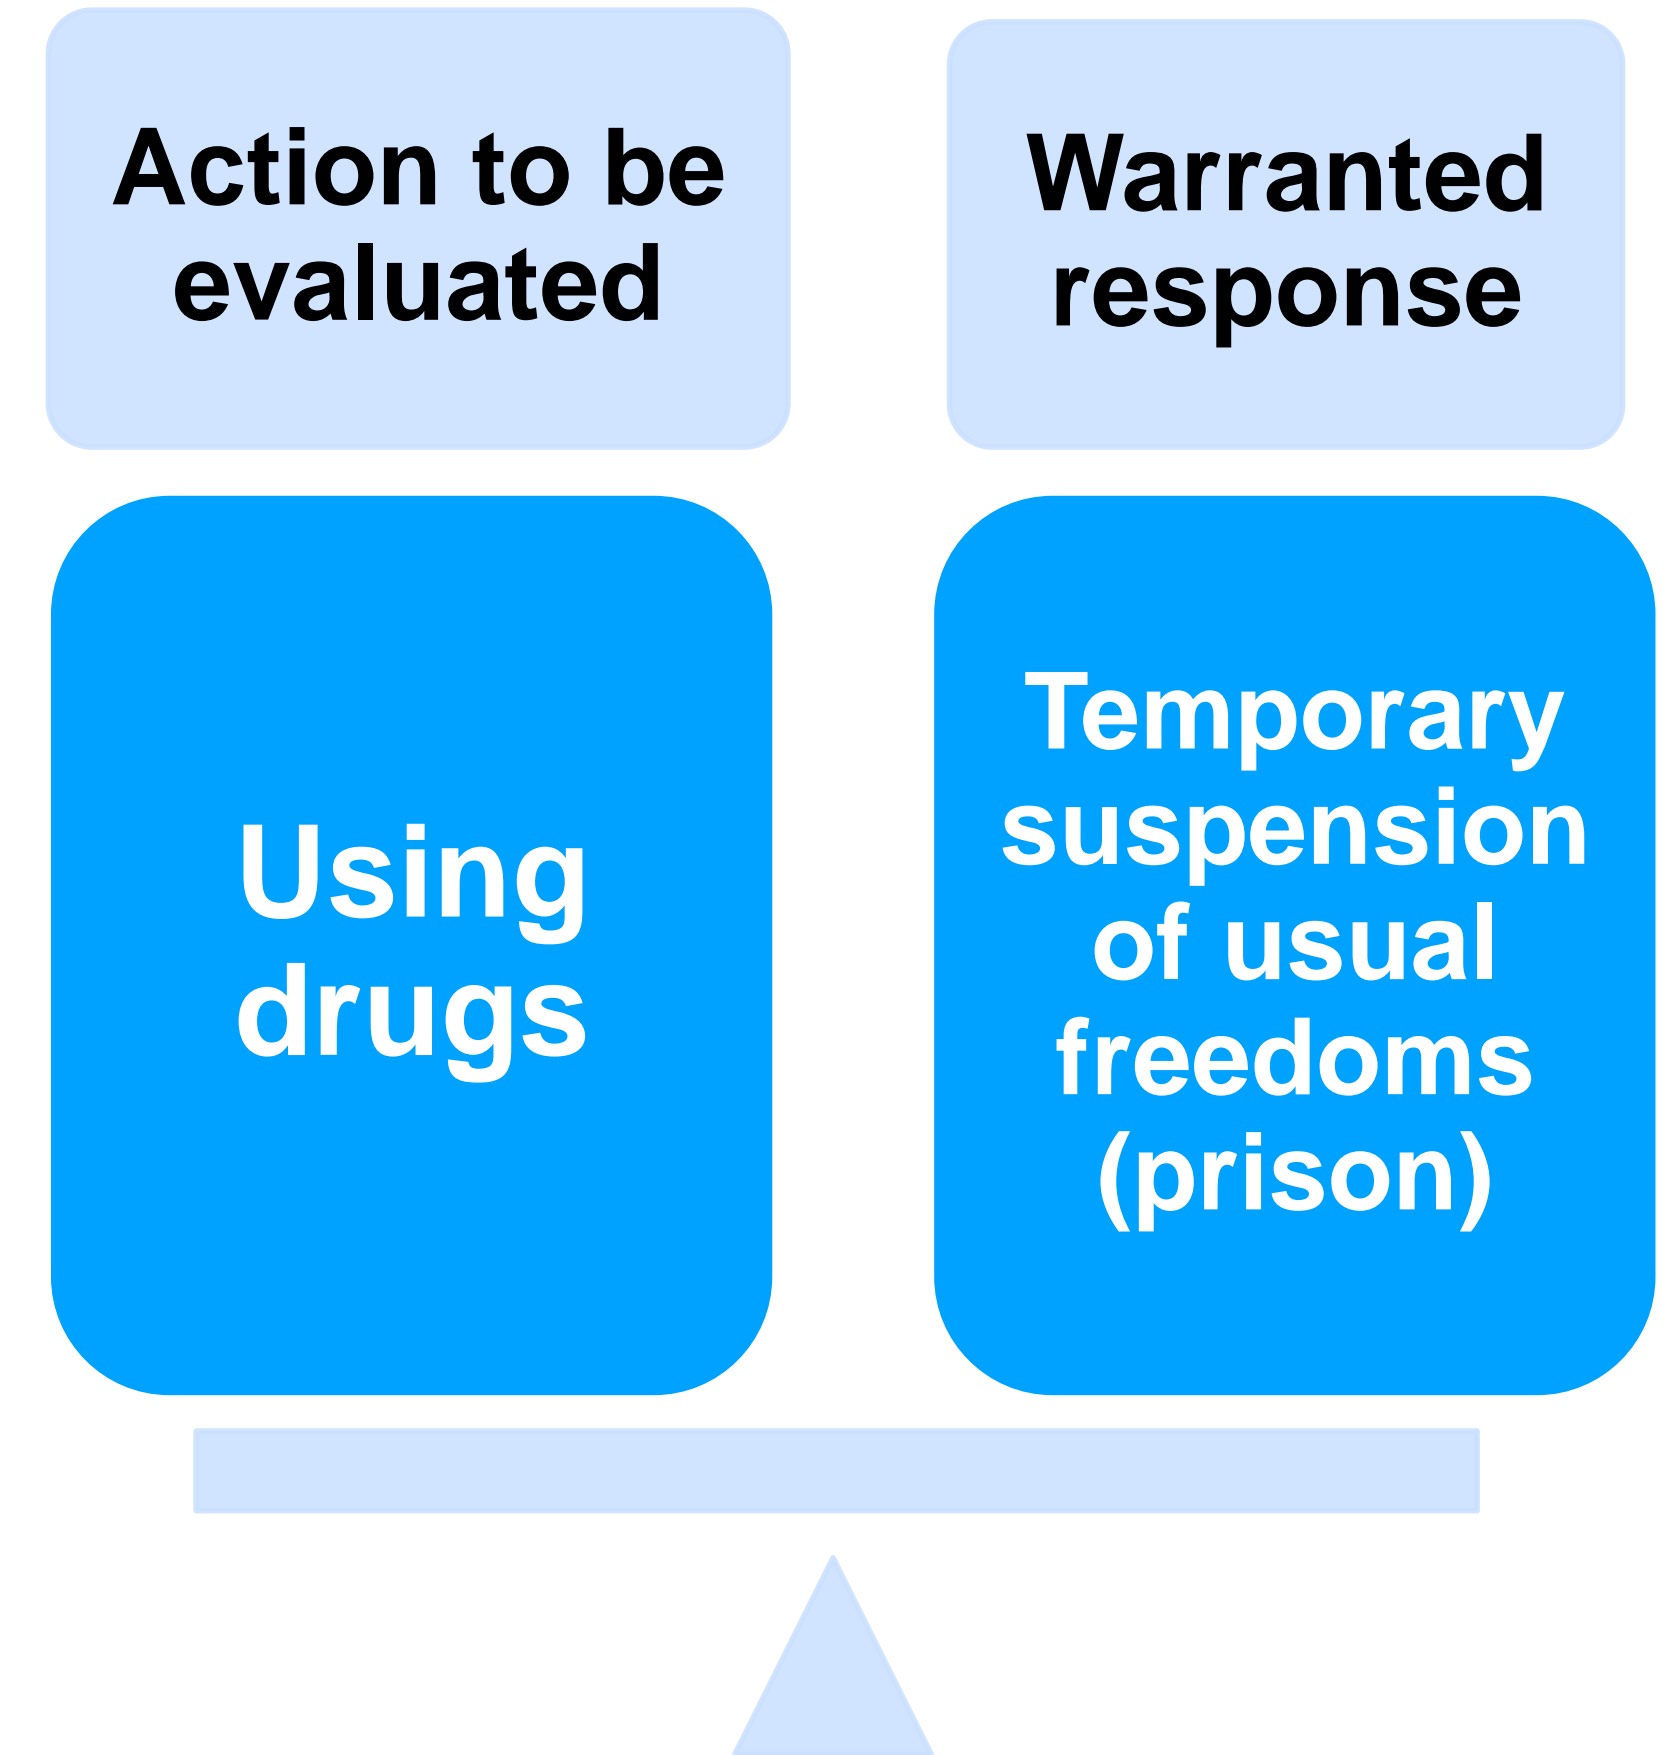 Action to be
evaluated
Warranted
response
Using
drugs
Temporary
suspension
of usual
freedoms
(prison)